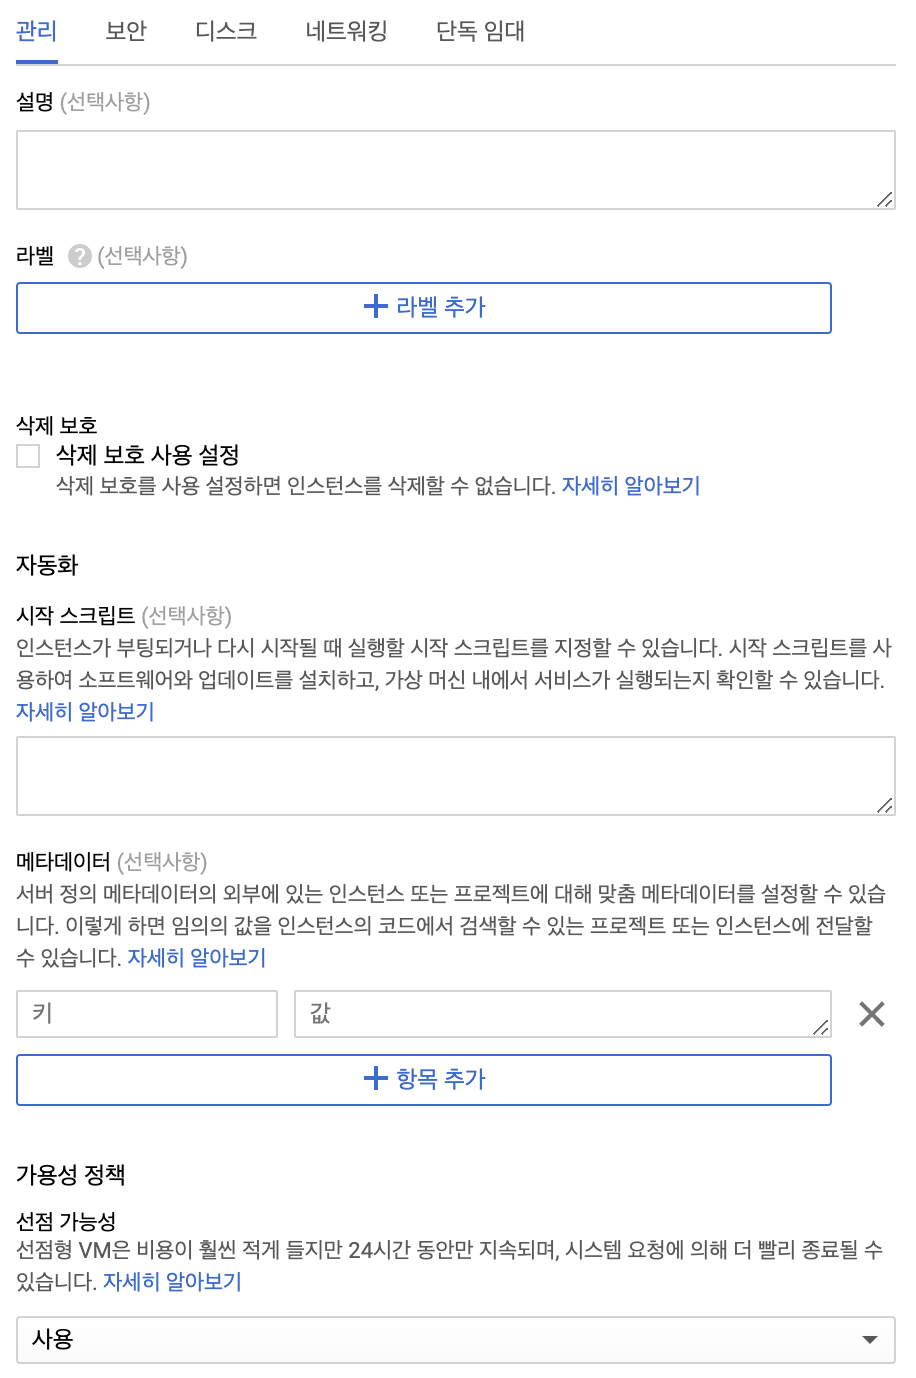 관리 보안 디스크 네트워킹 단독 임대
설명 (선택사항)
라벨 ? (선택사항)
+ 라벨 추가
삭제 보호
삭제 보호 사용 설정
삭제 보호를 사용 설정하면 인스턴스를 삭제할 수 없습니다. 자세히 알아보기
자동화
시작 스크립트 (선택사항)
인스턴스가 부팅되거나 다시 시작될 때 실행할 시작 스크립트를 지정할 수 있습니다. 시작 스크립트를 사
용하여 소프트웨어와 업데이트를 설치하고, 가상 머신 내에서 서비스가 실행되는지 확인할 수 있습니다.
자세히 알아보기
메타데이터 (선택사항)
서버 정의 메타데이터의 외부에 있는 인스턴스 또는 프로젝트에 대해 맞춤 메타데이터를 설정할 수 있습
니다. 이렇게 하면 임의의 값을 인스턴스의 코드에서 검색할 수 있는 프로젝트 또는 인스턴스에 전달할
수 있습니다. 자세히 알아보기
키 값
+ 항목 추가
가용성 정책
선점 가능성
선점형 VM은 비용이 훨씬 적게 들지만 24시간 동안만 지속되며, 시스템 요청에 의해 더 빨리 종료될 수
있습니다. 자세히 알아보기
사용